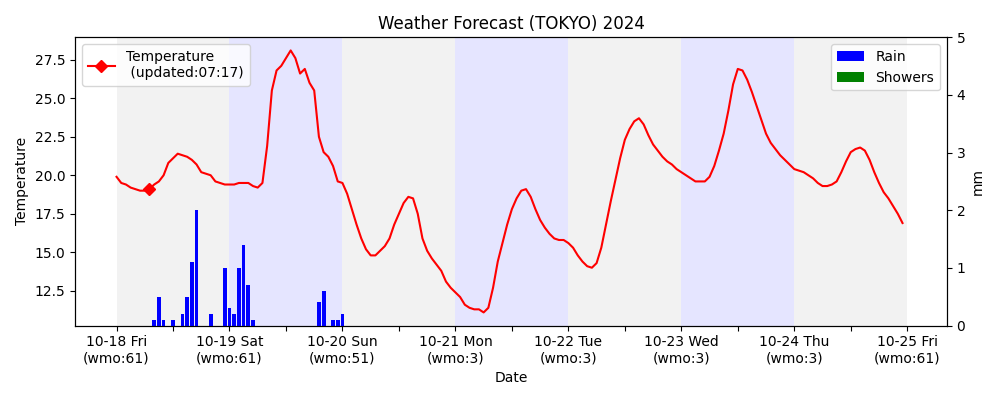 Weather Forecast (TOKYO) 2024
Temperature
(updated:07:17)
Rain
Showers
27.5
25.0
22.5
20.0
17.5
15.0
12.5
Temperature
5
4
3
2
1
0
mm
10-18 Fri
(wmo:61)
10-19 Sat
(wmo:61)
10-20 Sun
(wmo:51)
10-21 Mon
(wmo:3)
10-22 Tue
(wmo:3)
10-23 Wed
(wmo:3)
10-24 Thu
(wmo:3)
10-25 Fri
(wmo:61)
Date